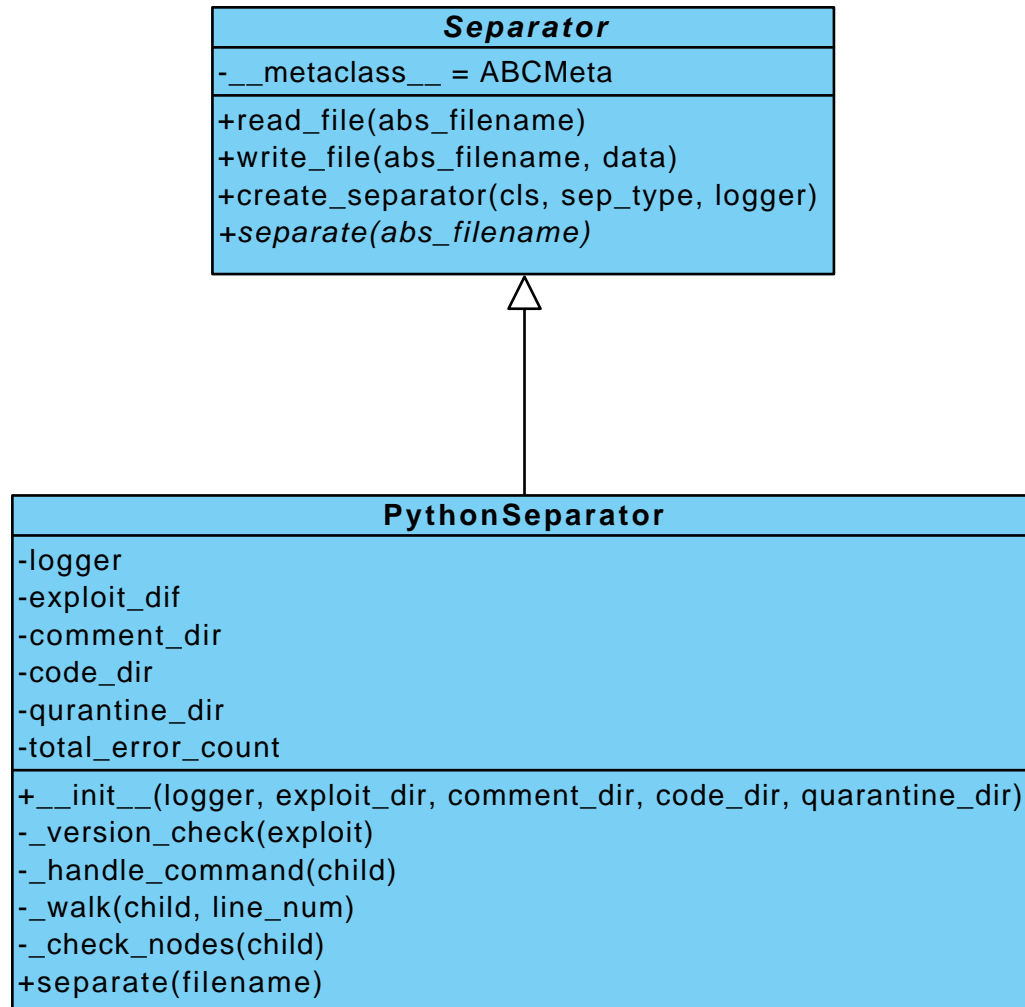 Separator
-__metaclass__ = ABCMeta
+read_file(abs_filename)
+write_file(abs_filename, data)
+create_separator(cls, sep_type, logger)
+separate(abs_filename)
PythonSeparator
-logger
-exploit_dif
-comment_dir
-code_dir
-qurantine_dir
-total_error_count
+__init__(logger, exploit_dir, comment_dir, code_dir, quarantine_dir)
-_version_check(exploit)
-_handle_command(child)
-_walk(child, line_num)
-_check_nodes(child)
+separate(filename)